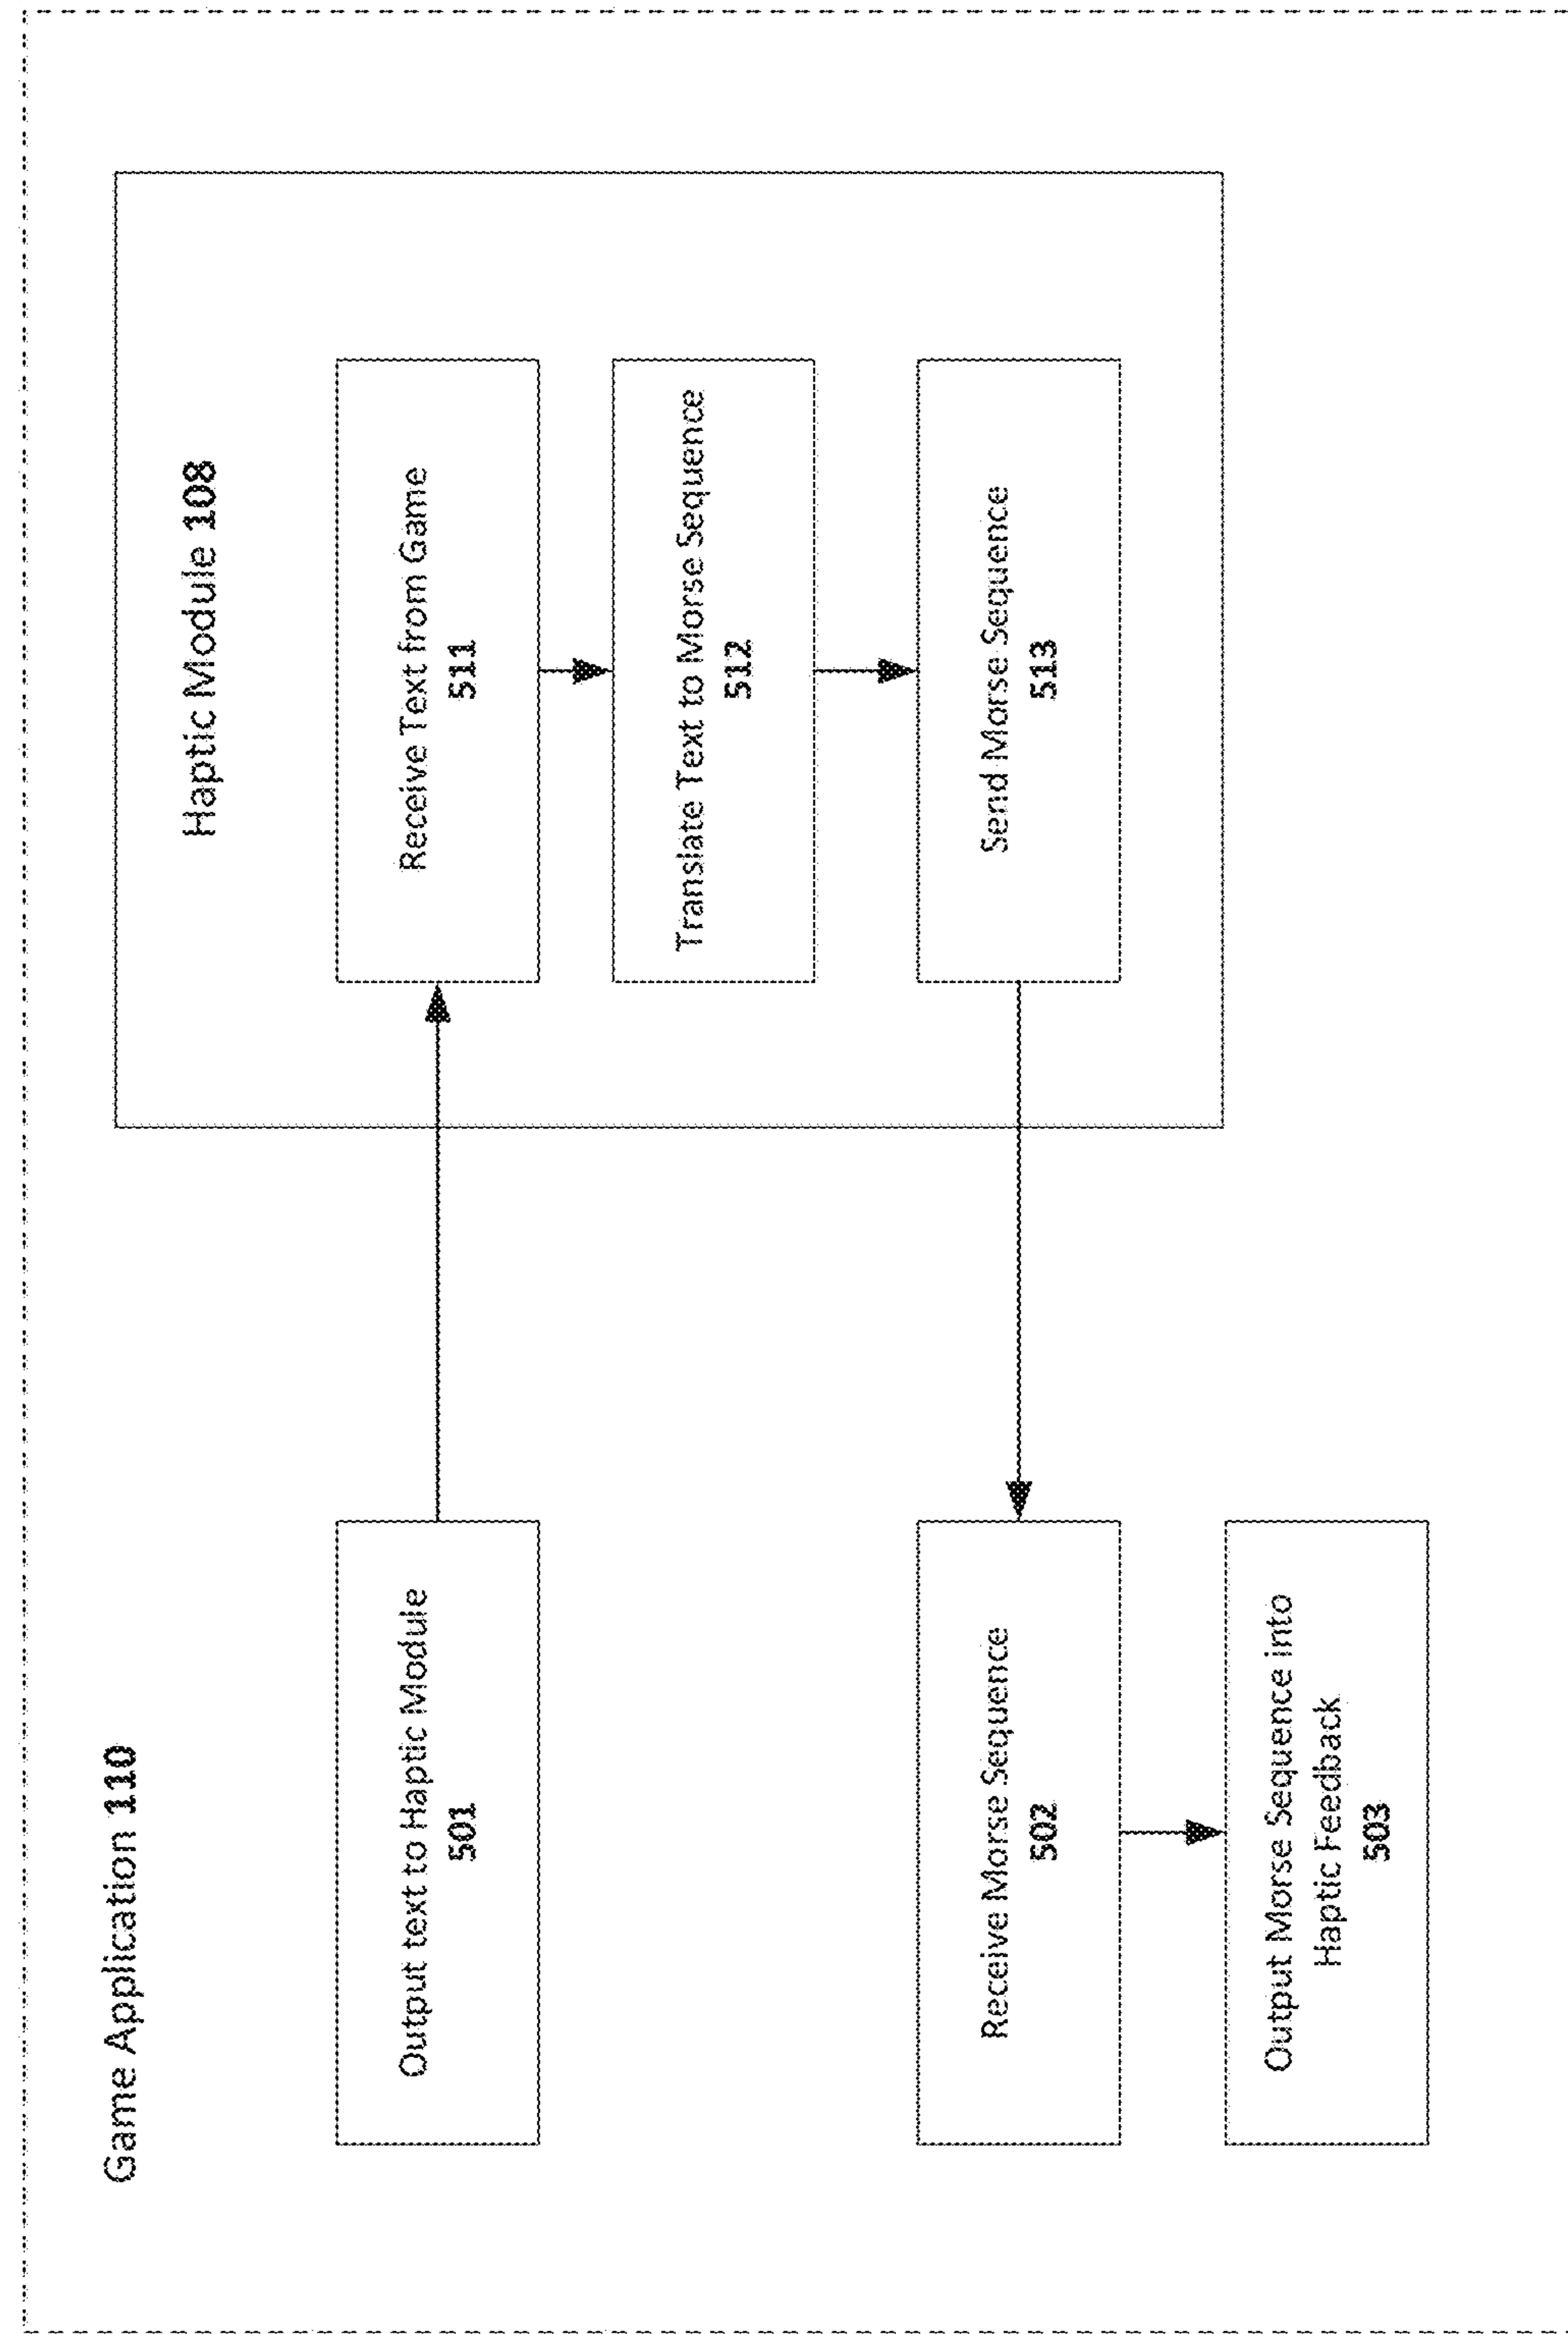 Game Application 110
Output text to Haptic Module
501
Receive Morse Sequence
502
Output Morse Sequence into
Haptic Feedback
503
Haptic Module 108
Receive Text from Game
511
Translate Text to Morse Sequence
512
Send Morse Sequence
513